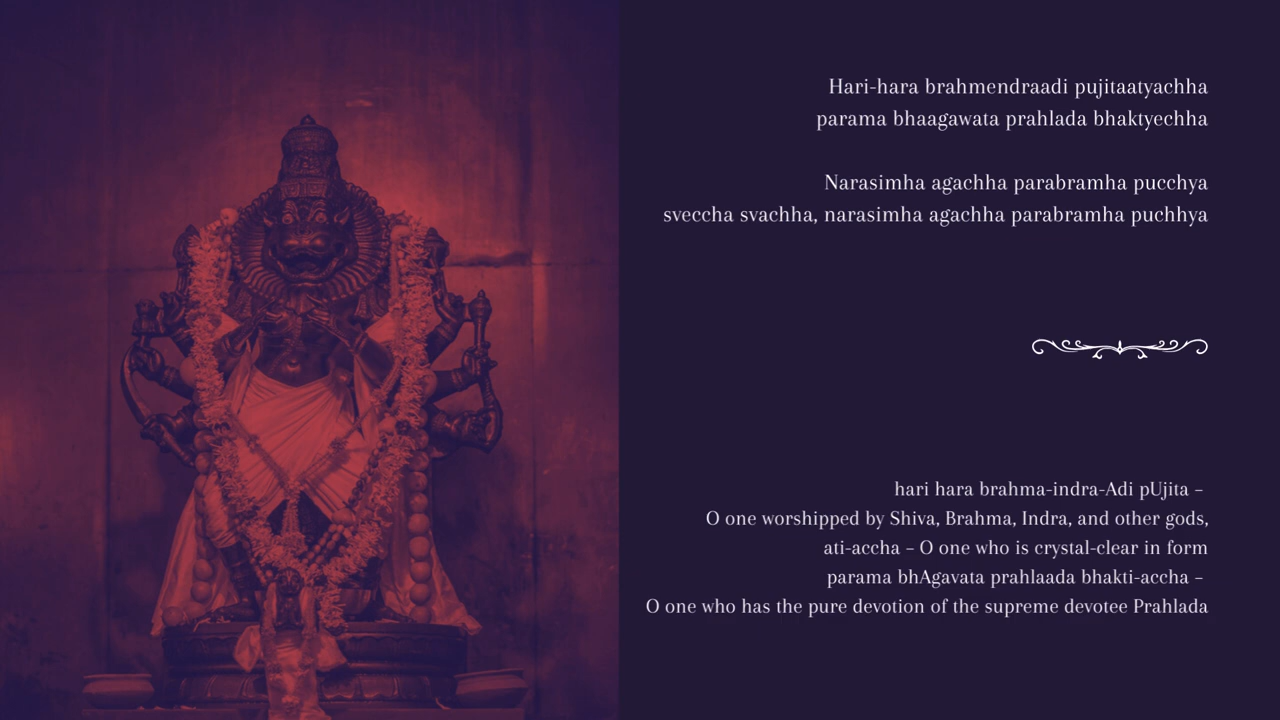 Hari-hara brahmendraadi pujitaatyachha
parama bhaagawata prahlada bhaktyechha
Narasimha agachha parabramha pucchya
sveccha svachha, narasimha agachha parabramha puchhya
hari hara brahma-indra-Adi pUjita –
O one worshipped by Shiva, Brahma, Indra, and other gods,
ati-accha – O one who is crystal-clear in form
parama bhAgavata prahlaada bhakti-accha –
O one who has the pure devotion of the supreme devotee Prahlada